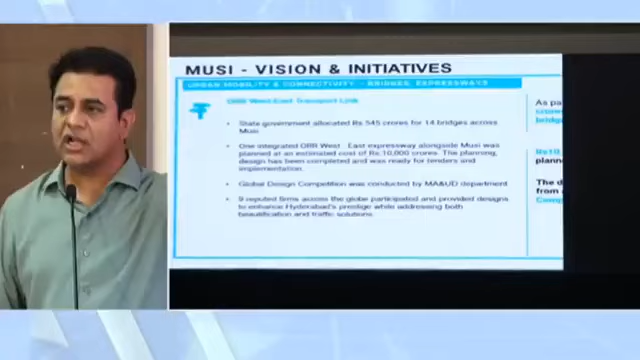 MUSI - VISION & INITIATIVES
URBAN MOBILITY & CONNECTIVITY - BRIDGES, EXPRESSWAYS
ORR West-East Transport Link
State government allocated Rs 545 crores for 14 bridges across
Musi
One integrated ORR West East expressway alongside Musi was
planned at an estimated cost of Rs.10,000 crores. The planning,
design has been completed and was ready for tenders and
implementation.
Global Design Competition was conducted by MA&UD department
9 reputed firms across the globe participated and provided designs
to enhance Hyderabad's prestige while addressing both
beautification and traffic solutions.
As pa
bridg
Rs10,
plann
The d
from
Comp